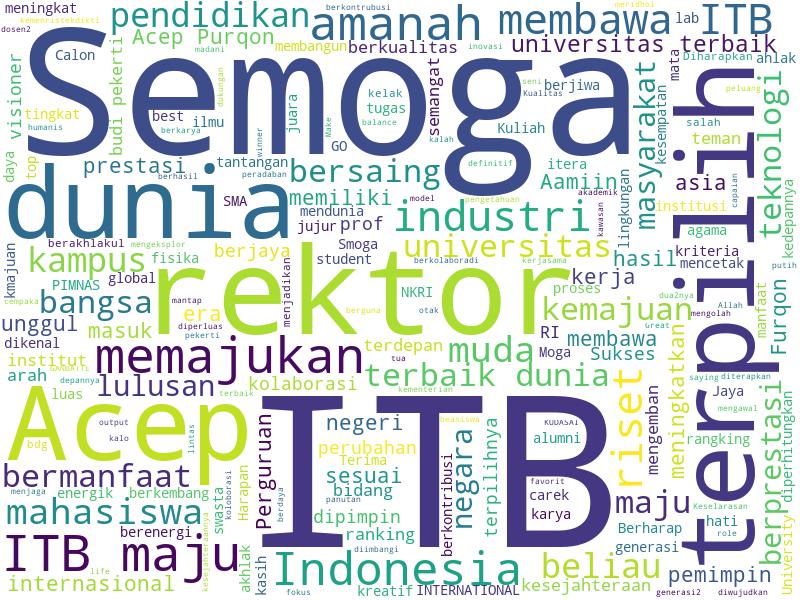 meningkat
kemenristekdikti
dosen2
pendidikan
berkontrubusi
amanah
membawa
meridhoi
lab
ITB
Acep Purqon
madani
membangun
berkualitas
inovasi
universitas
terbaik
Calon
Semoga
visioner
budi pekerti
dukungan
kelak
tugas
semangat
berjiwa
seni
Kualitas
masyarakat
kesempatan
mata
Diharapkan
ahlak
peluang
tingkat
humanis
best
ilmu
berkarya
juara
winner
Make
balance
GO
kalah
Kuliah
salah
teman
teknologi
daya
top
prestasi
berhasil
tantangan
peradaban
bersaing
definitif
itera
Aamiin
akademik
lingkungan
asia
institusi
capaian
terpilih
kedepannya
dunia
SMA
memiliki
model
pengetahuan
mendunia
jujur
prof
industri
kawasan
agama
berakhlakul
mengeksplor
berjaya
Smoga
student
berkolaboradi
universitas
kerjasama
hasil
kriteria
mencetak
putih
kmajuan
kampus
PIMNAS
global
fisika
menjadikan
rektor
NKRI
otak
proses
kerja
dua2nya
Allah
mengolah
manfaat
Furqon
cempaka
bangsa
mantap
era
diperluas
pekerti
berguna
kemajuan
RI
membawa
Great
unggul
dikenal
masuk
memajukan
terdepan
tua
muda
Moga
Sukses
meningkatkan
saying
diterapkan
institut
arah
depannya
luas
lulusan
terbaik
kolaborasi
kementerian
terbaik dunia
riset
mengemban
Jaya
mengawal
berprestasi
diperhitungkan
Acep
bdg
output
kalo
lintas
ITB
negeri
perubahan
Terima
sesuai
bidang
panutan
beasiswa
negara
terpilihnya
KUDASAI
alumni
favorit
carek
karya
rangking
bermanfaat
menjaga
energik
berkembang
swasta
koloborasi
Harapan
Perguruan
berdaya
dipimpin
ranking
diimbangi
berkontribusi
maju
Berharap
generasi
hati
Keselarasan
role
University
mahasiswa
berenergi
kesejahteraannya
ITB maju
life
internasional
akhlak
kasih
Indonesia
fokus
kreatif
INTERNATIONAL
beliau
kesejahteraan
pemimpin
generasi2
diwujudkan